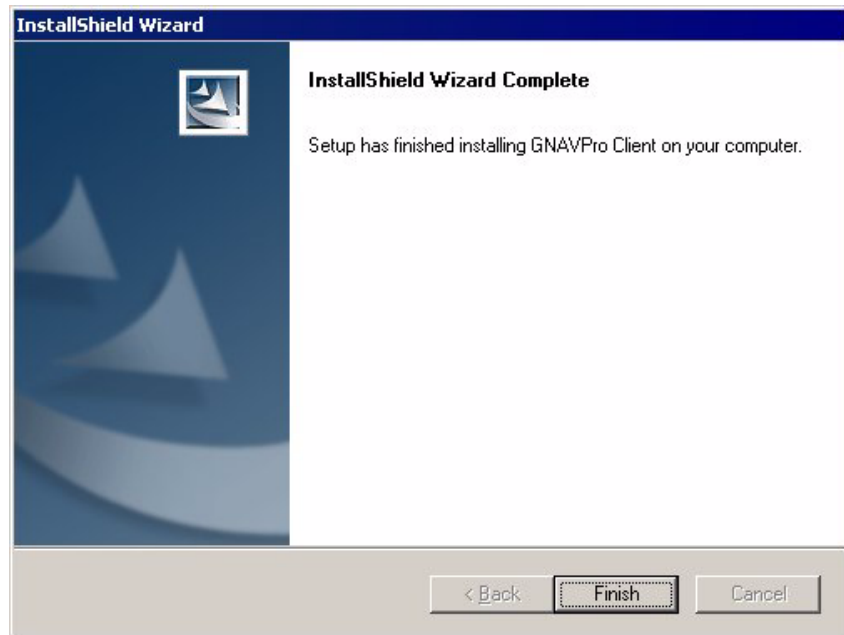 InstallShield Wizard
InstallShield Wizard Complete
Setup has finished installing GNAVPro Client on your computer.
< Back Finish Cancel